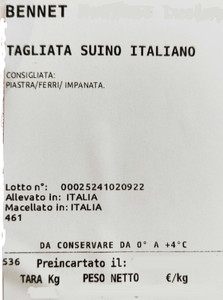 BENNET
TAGLIATA SUINO ITALIANO
CONSIGLIATA:
PIASTRA/FERRI/ IMPANATA.
Lotto n°: 00025241020922
Allevato in: ITALIA
Macellato in: ITALIA
461
DA CONSERVARE DA 0° A +4°C
536 Preincartato il:
TARA Kg PESO NETTO €/kg